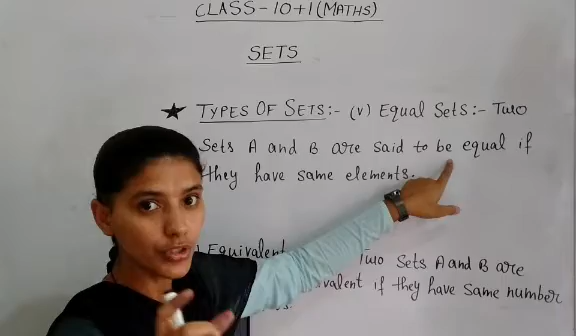 CLASS-10+1 (MATHS)
SETS
★ TYPES OF SETS:- (V) Equal Sets:- Two
Sets A and B are said to be equal if
they have same elements.
) Equivalent Two Sets A and B are
valent if they have same number